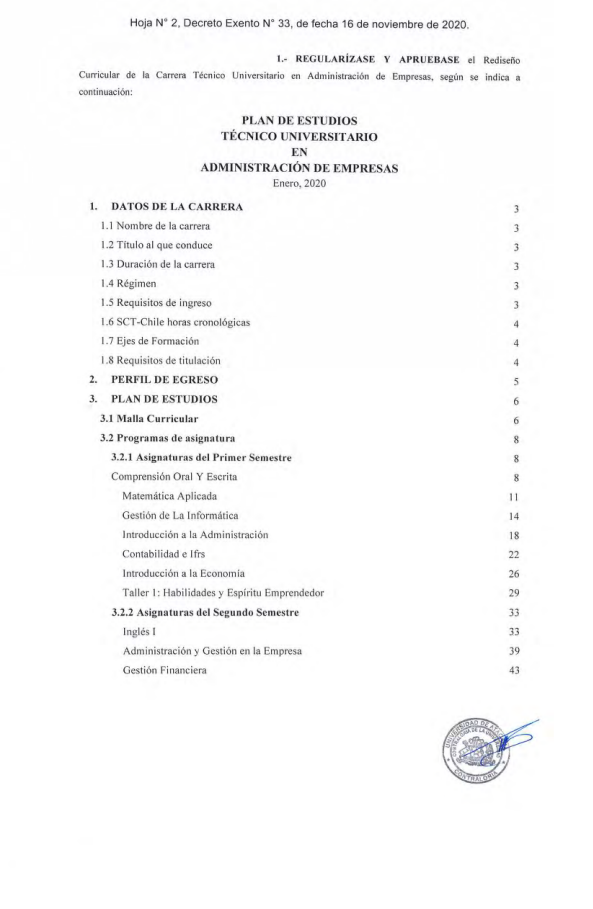 Hoja N° 2, Decreto Exento N° 33, de fecha 16 de noviembre de 2020.
1.- REGULARÍZASE Y APRUEBASE el Rediseño
Curricular de la Carrera Técnico Universitario en Administración de Empresas, según se indica a
continuación:
PLAN DE ESTUDIOS
TÉCNICO UNIVERSITARIO
EN
ADMINISTRACIÓN DE EMPRESAS
Enero, 2020
1. DATOS DE LA CARRERA 3
1.1 Nombre de la carrera 3
1.2 Título al que conduce 3
1.3 Duración de la carrera 3
1.4 Régimen 3
1.5 Requisitos de ingreso 3
1.6 SCT-Chile horas cronológicas 4
1.7 Ejes de Formación 4
1.8 Requisitos de titulación 4
2. PERFIL DE EGRESO 5
3. PLAN DE ESTUDIOS 6
3.1 Malla Curricular 6
3.2 Programas de asignatura 8
3.2.1 Asignaturas del Primer Semestre 8
Comprensión Oral Y Escrita 8
Matemática Aplicada 11
Gestión de La Informática 14
Introducción a la Administración 18
Contabilidad e Ifrs 22
Introducción a la Economía 26
Taller 1: Habilidades y Espíritu Emprendedor 29
3.2.2 Asignaturas del Segundo Semestre 33
Inglés I 33
Administración y Gestión en la Empresa 39
Gestión Financiera 43
UNIVERSIDAD DE
CONTRALORIA